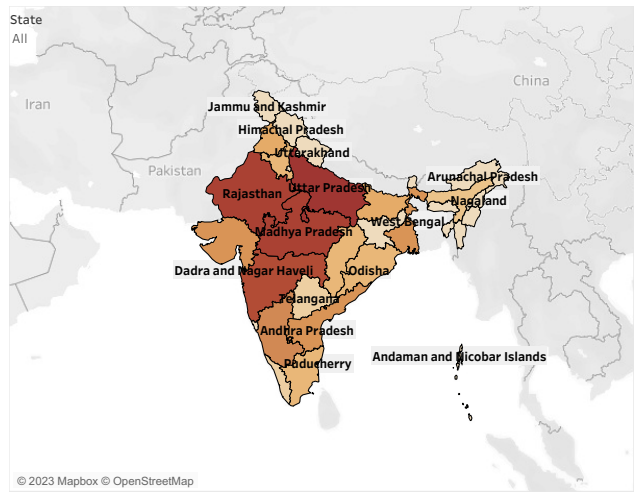 State
All
China
Iran
Jammu and Kashmir
Himachal Pradesh
Utterakhand
Pakistan
Arunachal Pradesh
Rajasthan
Uttar Pradesh
Nagaland
West Bengal
Madhya Pradesh
Dadra and Nagar Haveli
Odisha
Telangana
Andhra Pradesh
Andaman and Nicobar Islands
Puducherry
© 2023 Mapbox © OpenStreetMap